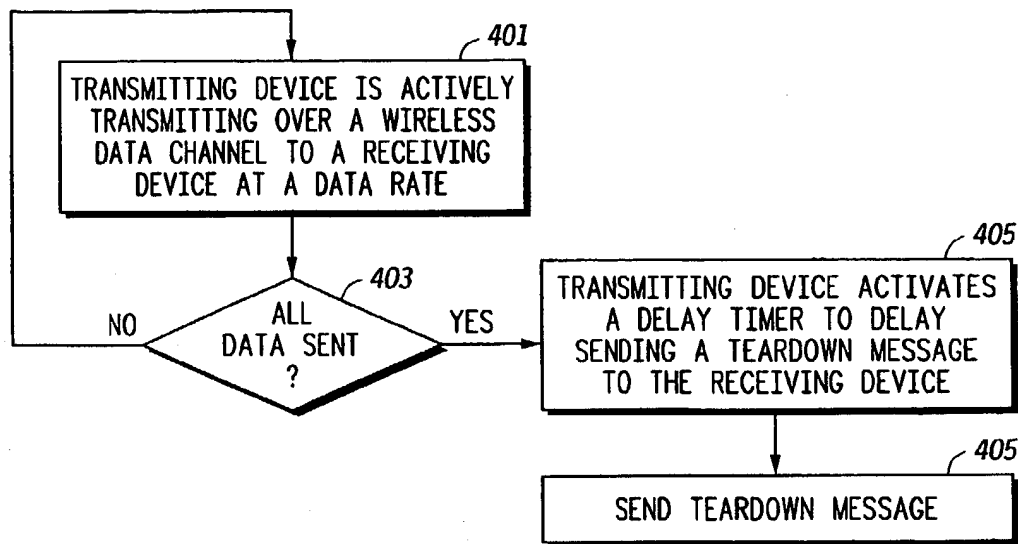 401
TRANSMITTING DEVICE IS ACTIVELY
TRANSMITTING OVER A WIRELESS
DATA CHANNEL TO A RECEIVING
DEVICE AT A DATA RATE
403
ALL
DATA SENT
?
NO
YES
405
TRANSMITTING DEVICE ACTIVATES
A DELAY TIMER TO DELAY
SENDING A TEARDOWN MESSAGE
TO THE RECEIVING DEVICE
405
SEND TEARDOWN MESSAGE